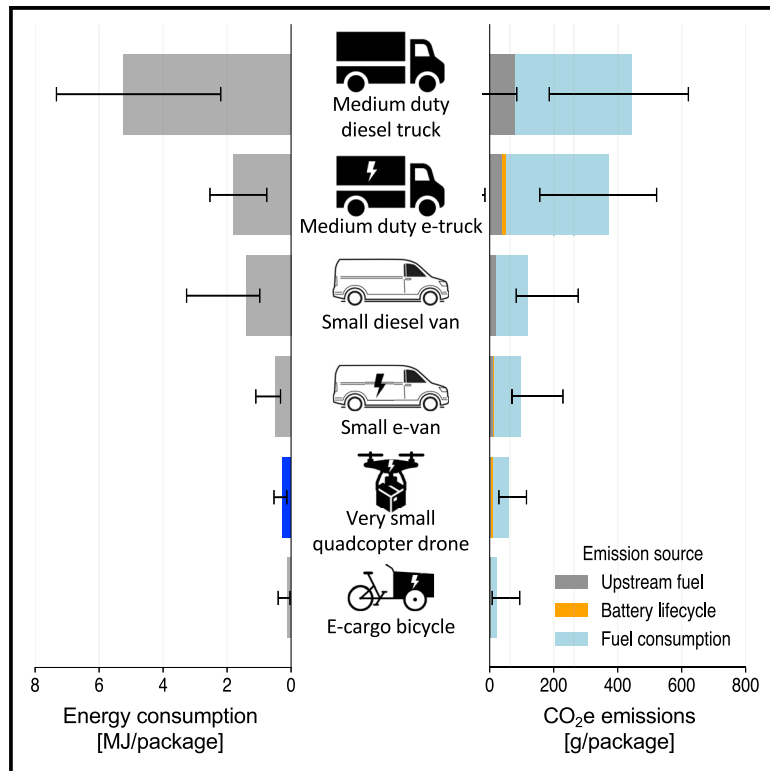 Medium duty
diesel truck
Medium duty e-truck
Small diesel van
Small e-van
Very small
quadcopter drone
E-cargo bicycle
Emission source
Upstream fuel
Battery lifecycle
Fuel consumption
8 6 4 2 0
0 200 400 600 800
Energy consumption
[MJ/package]
CO₂e emissions
[g/package]